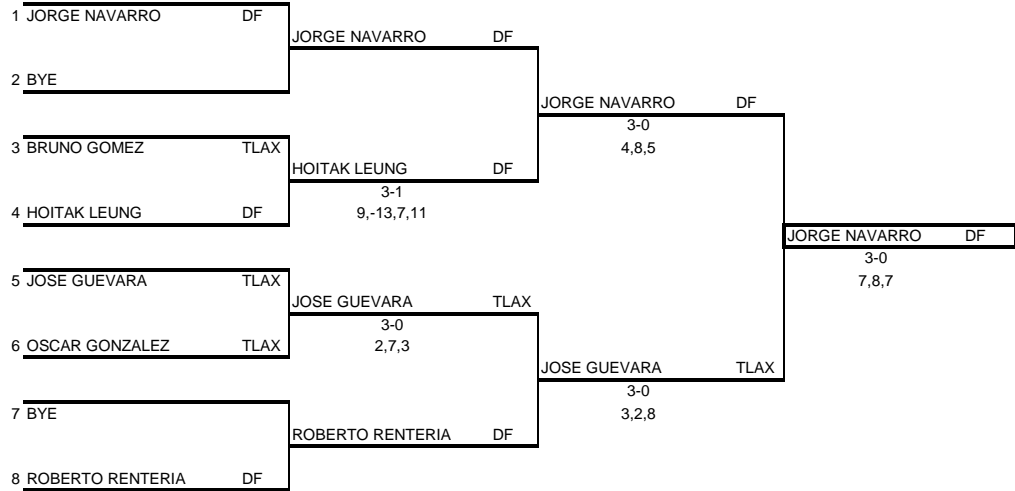 1 JORGE NAVARRO DF
JORGE NAVARRO DF
2 BYE
JORGE NAVARRO DF
3-0
4,8,5
3 BRUNO GOMEZ TLAX
HOITAK LEUNG DF
3-1
9,-13,7,11
4 HOITAK LEUNG DF
JORGE NAVARRO DF
3-0
7,8,7
5 JOSE GUEVARA TLAX
JOSE GUEVARA TLAX
3-0
2,7,3
6 OSCAR GONZALEZ TLAX
JOSE GUEVARA TLAX
3-0
3,2,8
7 BYE
ROBERTO RENTERIA DF
8 ROBERTO RENTERIA DF